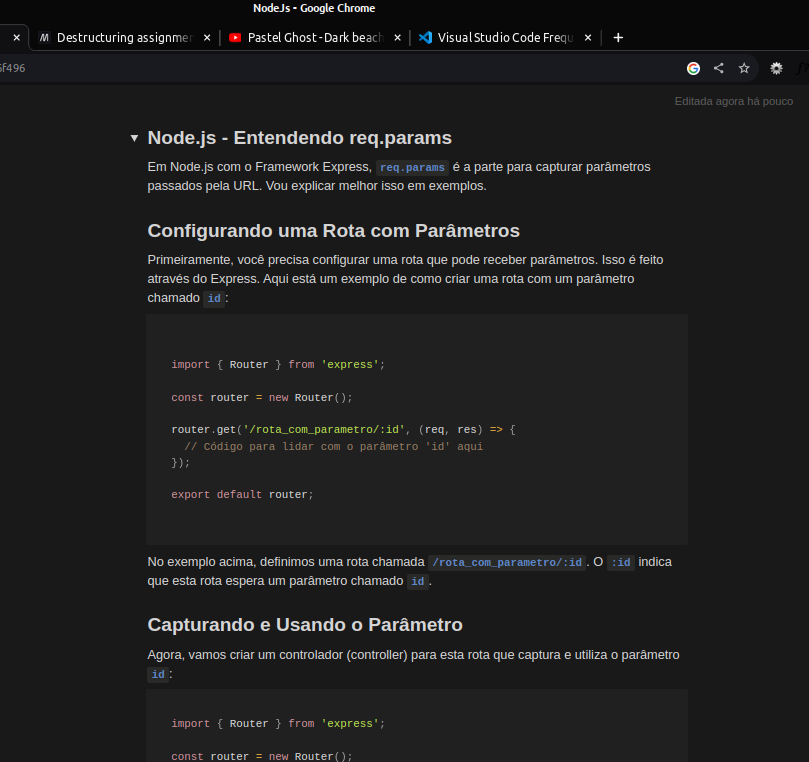 NodeJs - Google Chrome
Destructuring assignmen
Pastel Ghost - Dark beach
Visual Studio Code Frequ
6f496
Editada agora há pouco
Node.js - Entendendo req.params
Em Node.js com o Framework Express, req.params é a parte para capturar parâmetros
passados pela URL. Vou explicar melhor isso em exemplos.
Configurando uma Rota com Parâmetros
Primeiramente, você precisa configurar uma rota que pode receber parâmetros. Isso é feito
através do Express. Aqui está um exemplo de como criar uma rota com um parâmetro
chamado id :
import { Router } from 'express';
const router = new Router();
router.get('/rota_com_parametro/:id', (req, res) => {
// Código para lidar com o parâmetro 'id' aqui
});
export default router;
No exemplo acima, definimos uma rota chamada /rota_com_parametro/:id . O :id indica
que esta rota espera um parâmetro chamado id .
Capturando e Usando o Parâmetro
Agora, vamos criar um controlador (controller) para esta rota que captura e utiliza o parâmetro
id :
import { Router } from 'express';
const router = new Router();